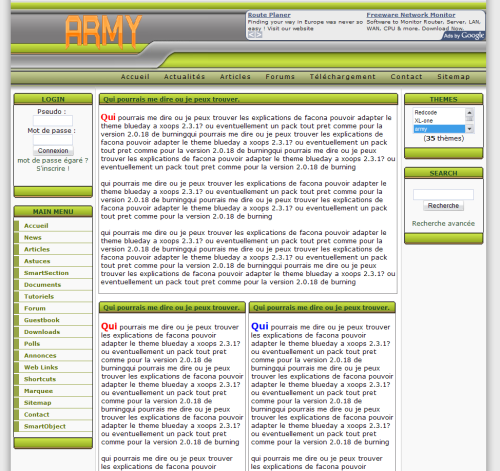 ARMY
Route Planer
Finding your way in Europe was never so easy ! Visit our website
Freeware Network Monitor
Software to Monitor Router, Server, LAN, WAN, CPU & more. Download Now.
Ads by Google
Accueil Actualités Articles Forums Téléchargement Contact Sitemap
LOGIN
Pseudo :
Mot de passe :
Connexion
mot de passe égaré ?
S'inscrire !
MAIN MENU
Accueil
News
Articles
Astuces
SmartSection
Documents
Tutoriels
Forum
Guestbook
Downloads
Polls
Annonces
Web Links
Shortcuts
Marquee
Sitemap
Contact
SmartObject
Qui pourrais me dire ou je peux trouver.
Qui pourrais me dire ou je peux trouver les explications de facona pouvoir adapter le
theme blueday a xoops 2.3.1? ou eventuellement un pack tout pret comme pour la
version 2.0.18 de burningqui pourrais me dire ou je peux trouver les explications de
facona pouvoir adapter le theme blueday a xoops 2.3.1? ou eventuellement un pack
tout pret comme pour la version 2.0.18 de burningqui pourrais me dire ou je peux
trouver les explications de facona pouvoir adapter le theme blueday a xoops 2.3.1? ou
eventuellement un pack tout pret comme pour la version 2.0.18 de burning
qui pourrais me dire ou je peux trouver les explications de facona pouvoir adapter le
theme blueday a xoops 2.3.1? ou eventuellement un pack tout pret comme pour la
version 2.0.18 de burning
qui pourrais me dire ou je peux trouver les explications de facona pouvoir adapter le
theme blueday a xoops 2.3.1? ou eventuellement un pack tout pret comme pour la
version 2.0.18 de burningqui pourrais me dire ou je peux trouver les explications de
facona pouvoir adapter le theme blueday a xoops 2.3.1? ou eventuellement un pack
tout pret comme pour la version 2.0.18 de burningqui pourrais me dire ou je peux
trouver les explications de facona pouvoir adapter le theme blueday a xoops 2.3.1? ou
eventuellement un pack tout pret comme pour la version 2.0.18 de burning
Qui pourrais me dire ou je peux trouver.
Qui pourrais me dire ou je peux trouver
les explications de facona pouvoir
adapter le theme blueday a xoops 2.3.1?
ou eventuellement un pack tout pret
comme pour la version 2.0.18 de
burningqui pourrais me dire ou je peux
trouver les explications de facona pouvoir
adapter le theme blueday a xoops 2.3.1?
ou eventuellement un pack tout pret
comme pour la version 2.0.18 de
burningqui pourrais me dire ou je peux
trouver les explications de facona pouvoir
adapter le theme blueday a xoops 2.3.1?
ou eventuellement un pack tout pret
comme pour la version 2.0.18 de burning
qui pourrais me dire ou je peux trouver
les explications de facona pouvoir
Qui pourrais me dire ou je peux trouver.
Qui pourrais me dire ou je peux trouver
les explications de facona pouvoir
adapter le theme blueday a xoops 2.3.1?
ou eventuellement un pack tout pret
comme pour la version 2.0.18 de
burningqui pourrais me dire ou je peux
trouver les explications de facona pouvoir
adapter le theme blueday a xoops 2.3.1?
ou eventuellement un pack tout pret
comme pour la version 2.0.18 de
burningqui pourrais me dire ou je peux
trouver les explications de facona pouvoir
adapter le theme blueday a xoops 2.3.1?
ou eventuellement un pack tout pret
comme pour la version 2.0.18 de burning
qui pourrais me dire ou je peux trouver
les explications de facona pouvoir
THEMES
Redcode
XL-one
army
(35 thèmes)
SEARCH
Recherche
Recherche avancée